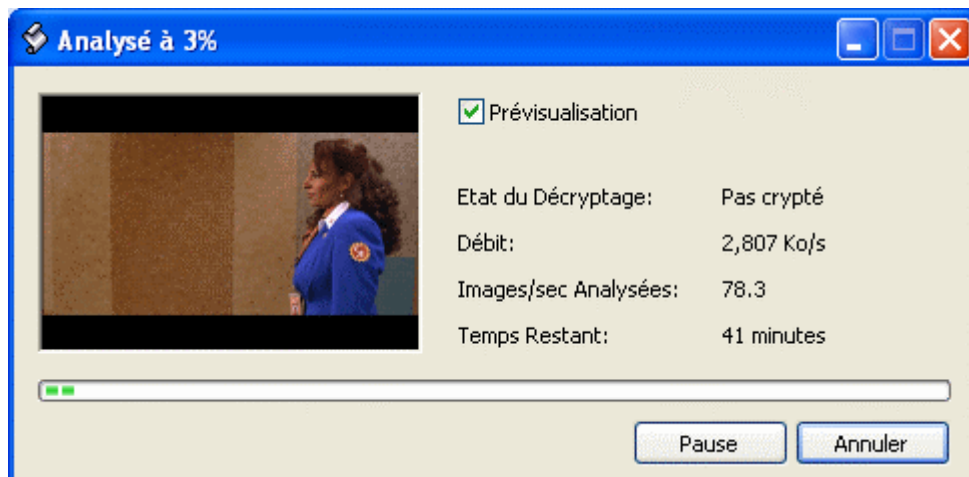 Analysé à 3%
Prévisualisation
Etat du Décryptage: Pas crypté
Débit: 2,807 Ko/s
Images/sec Analysées: 78.3
Temps Restant: 41 minutes
Pause Annuler